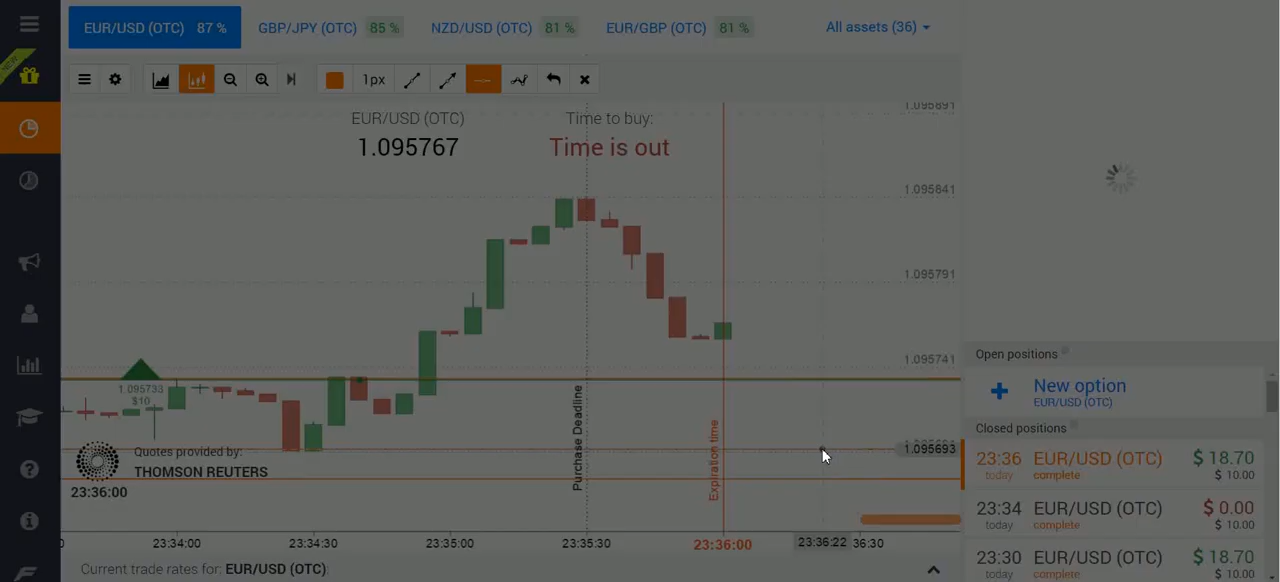 EUR/USD (OTC) 87 % GBP/JPY (OTC) 85 % NZD/USD (OTC) 81 % EUR/GBP (OTC) 81 % All assets (36)
NEW
1px
EUR/USD (OTC)
1.095767
Time to buy:
Time is out
1.095891
1.095841
1.095791
1.095741
1.095693
1.095733
$10
Purchase Deadline
Expiration time
Quotes provided by:
THOMSON REUTERS
23:36:00
23:34:00 23:34:30 23:35:00 23:35:30 23:36:00 23:36:22 36:30
Current trade rates for: EUR/USD (OTC)
Open positions
New option
EUR/USD (OTC)
Closed positions
23:36 EUR/USD (OTC) $ 18.70
today complete $ 10.00
23:34 EUR/USD (OTC) $ 0.00
today complete $ 10.00
23:30 EUR/USD (OTC) $ 18.70
today complete $ 10.00